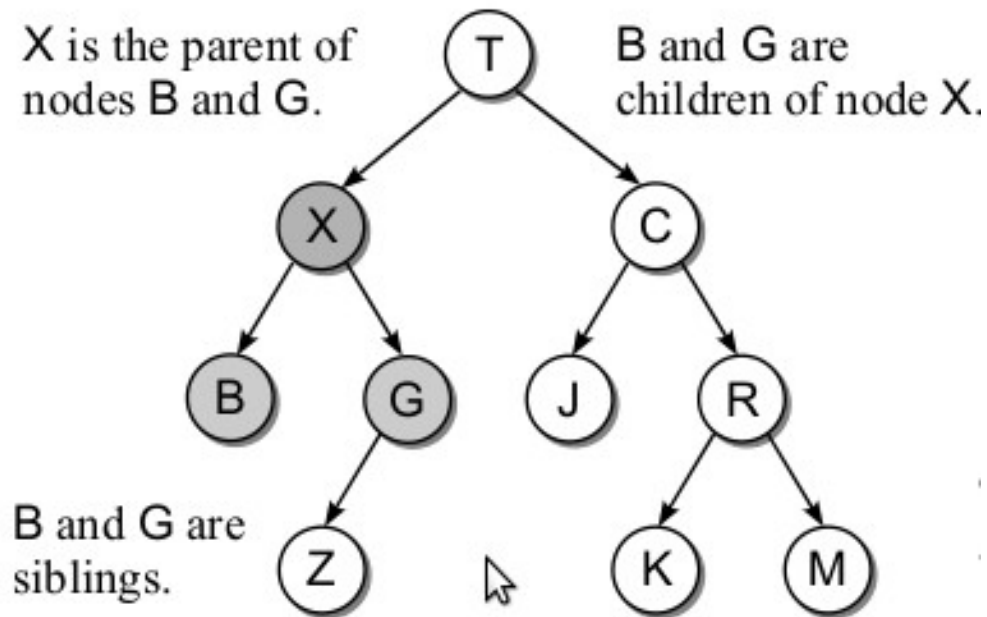 X is the parent of
nodes B and G.
T
B and G are
children of node X.
X
C
B
G
J
R
B and G are
siblings.
Z
K
M